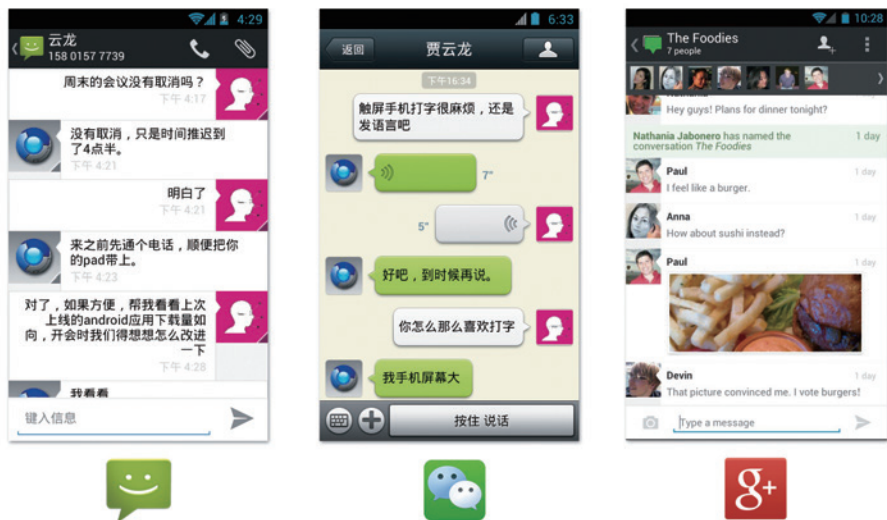 4:29
云龙
158 0157 7739
周末的会议没有取消吗？
下午 4:17
没有取消，只是时间推迟到
了4点半。
下午 4:21
明白了
下午 4:21
来之前先通个电话，顺便把你
的pad带上。
下午 4:23
对了，如果方便，帮我看看上次
上线的android应用下载量如
向，开会时我们得想想怎么改进
一下
下午 4:28
我看看
键入信息
6:33
返回
贾云龙
下午16:34
触屏手机打字很麻烦，还是
发语言吧
7"
5"
好吧，到时候再说。
你怎么那么喜欢打字
我手机屏幕大
按住 说话
10:28
The Foodies
7 people
Hey guys! Plans for dinner tonight?
Nathania Jabonero has named the
conversation The Foodies
1 day
Paul
1 day
I feel like a burger.
Anna
1 day
How about sushi instead?
Paul
1 day
Devin
1 day
That picture convinced me. I vote burgers!
Type a message
g+